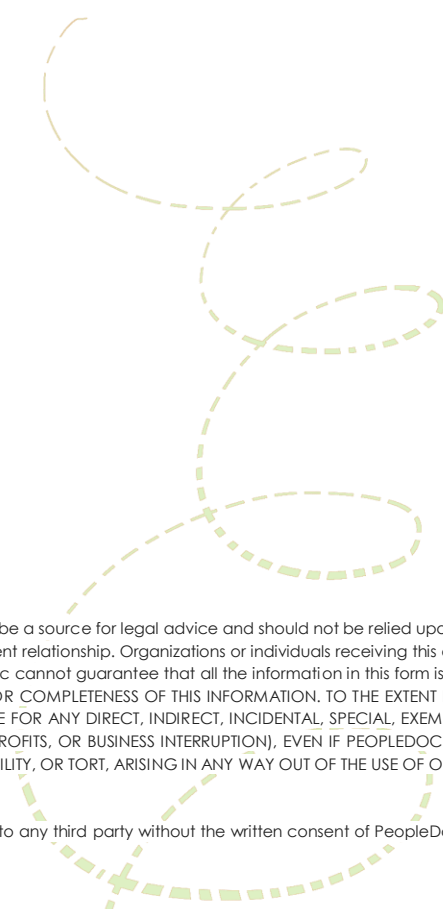 be a source for legal advice and should not be relied upo
nt relationship. Organizations or individuals receiving this
c cannot guarantee that all the information in this form is
OR COMPLETENESS OF THIS INFORMATION. TO THE EXTENT
E FOR ANY DIRECT, INDIRECT, INCIDENTAL, SPECIAL, EXEM
ROFITS, OR BUSINESS INTERRUPTION), EVEN IF PEOPLEDOC
ILITY, OR TORT, ARISING IN ANY WAY OUT OF THE USE OF O
to any third party without the written consent of PeopleD